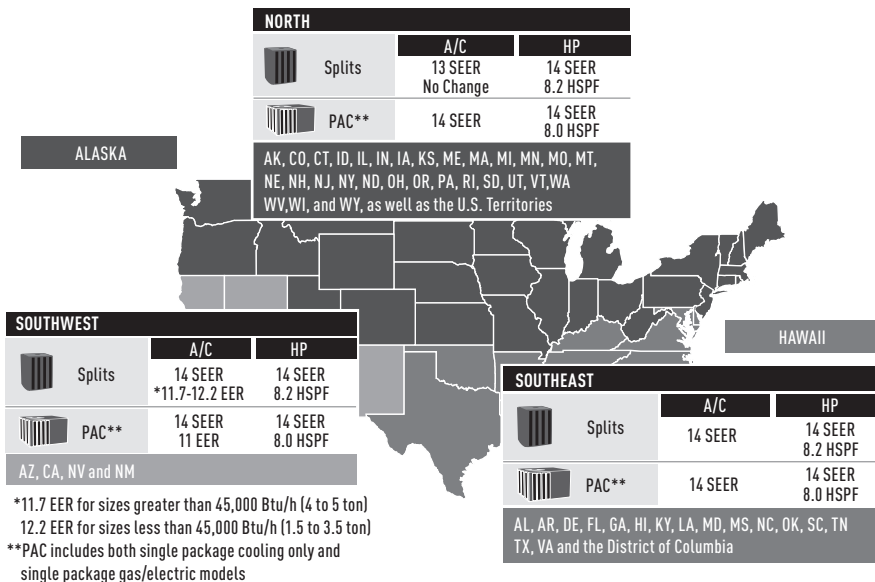 NORTH
A/C HP
Splits 13 SEER 14 SEER
No Change 8.2 HSPF
PAC** 14 SEER 14 SEER
8.0 HSPF
AK, CO, CT, ID, IL, IN, IA, KS, ME, MA, MI, MN, MO, MT,
NE, NH, NJ, NY, ND, OH, OR, PA, RI, SD, UT, VT,WA
WV,WI, and WY, as well as the U.S. Territories
ALASKA
HAWAII
SOUTHWEST
A/C HP
Splits 14 SEER 14 SEER
*11.7-12.2 EER 8.2 HSPF
PAC** 14 SEER 14 SEER
11 EER 8.0 HSPF
AZ, CA, NV and NM
*11.7 EER for sizes greater than 45,000 Btu/h (4 to 5 ton)
12.2 EER for sizes less than 45,000 Btu/h (1.5 to 3.5 ton)
**PAC includes both single package cooling only and
single package gas/electric models
SOUTHEAST
A/C HP
Splits 14 SEER 14 SEER
8.2 HSPF
PAC** 14 SEER 14 SEER
8.0 HSPF
AL, AR, DE, FL, GA, HI, KY, LA, MD, MS, NC, OK, SC, TN
TX, VA and the District of Columbia